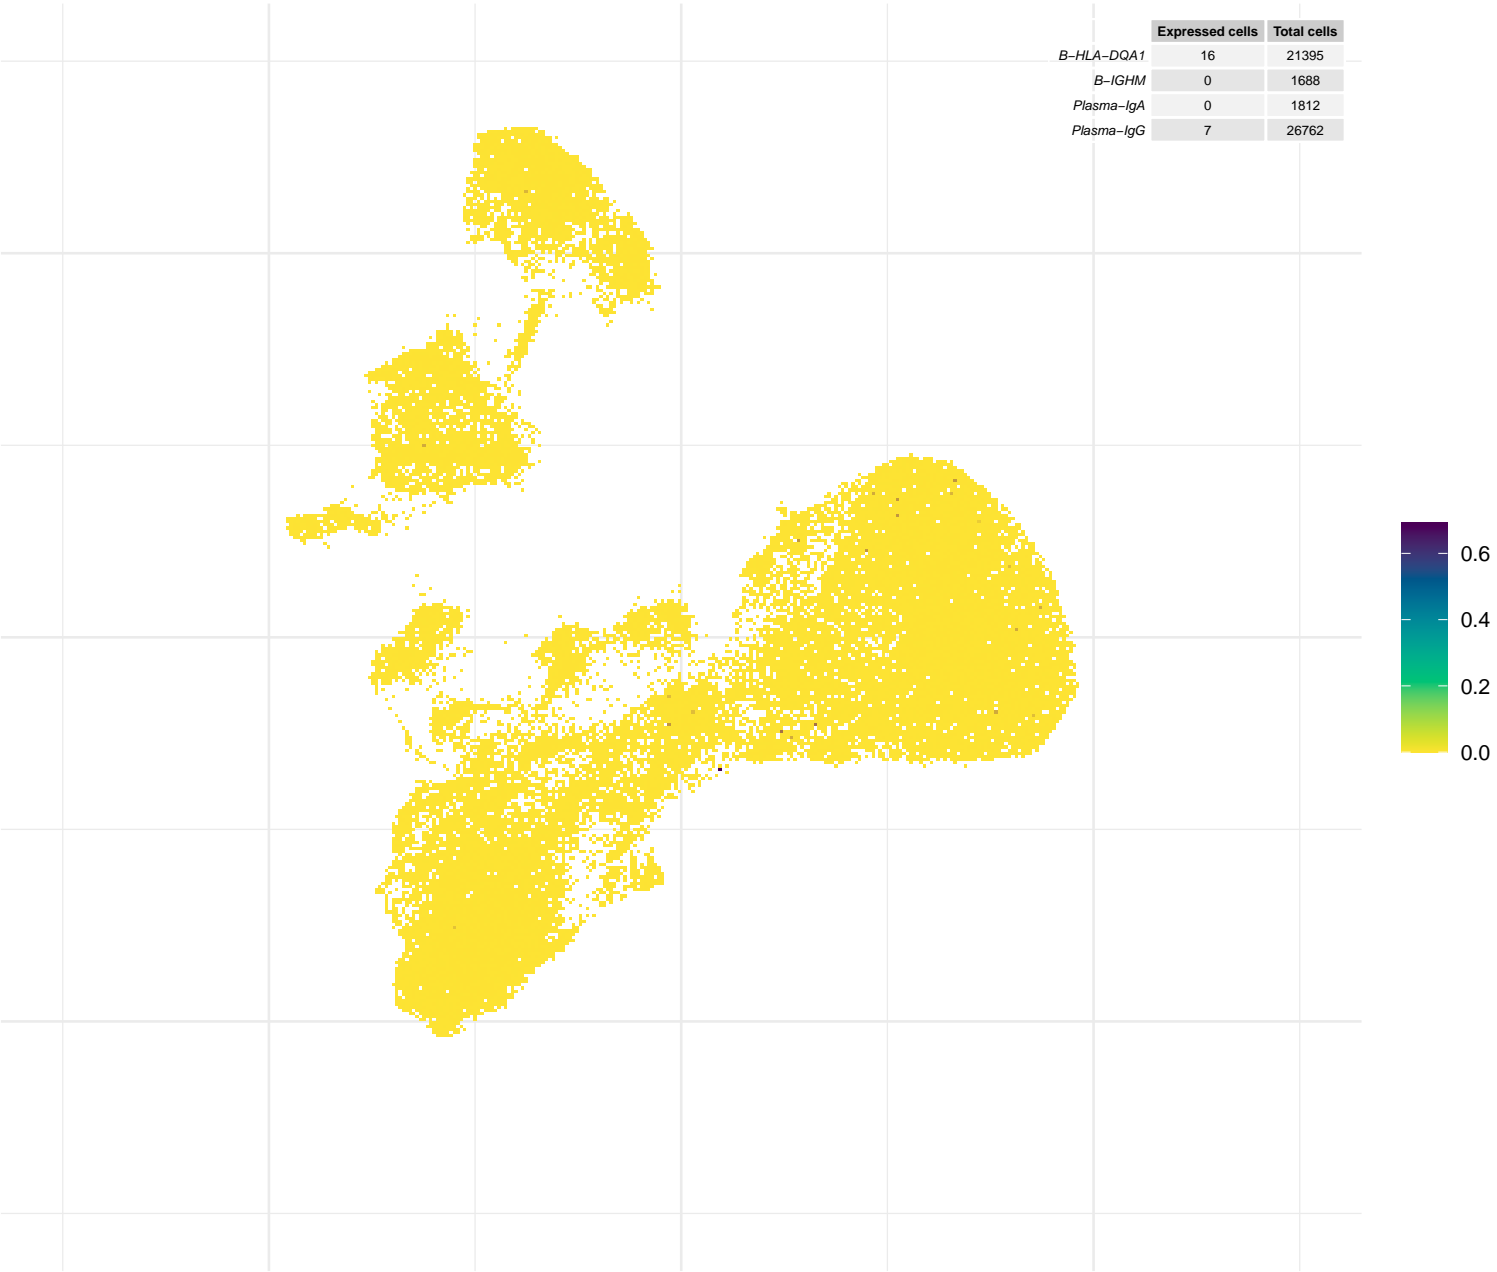 Expressed cells Total cells
B−HLA−DQA1 16 21395
B−IGHM 0 1688
Plasma−IgA 0 1812
Plasma−IgG 7 26762
0.6
0.4
0.2
0.0